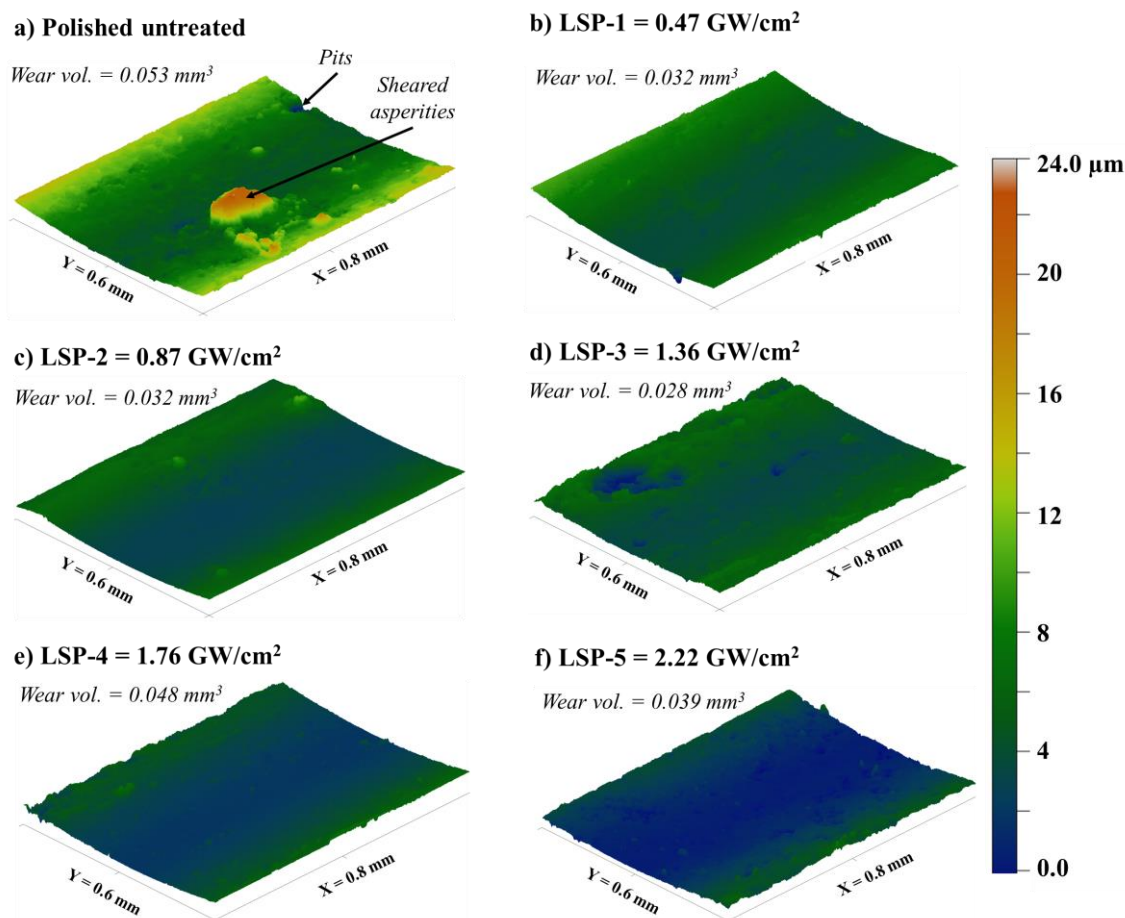 a) Polished untreated
Wear vol. = 0.053 mm³
Pits
Sheared
asperities
Y = 0.6 mm
X = 0.8 mm
b) LSP-1 = 0.47 GW/cm²
Wear vol. = 0.032 mm³
Y = 0.6 mm
X = 0.8 mm
c) LSP-2 = 0.87 GW/cm²
Wear vol. = 0.032 mm³
Y = 0.6 mm
X = 0.8 mm
d) LSP-3 = 1.36 GW/cm²
Wear vol. = 0.028 mm³
Y = 0.6 mm
X = 0.8 mm
e) LSP-4 = 1.76 GW/cm²
Wear vol. = 0.048 mm³
Y = 0.6 mm
X = 0.8 mm
f) LSP-5 = 2.22 GW/cm²
Wear vol. = 0.039 mm³
Y = 0.6 mm
X = 0.8 mm
24.0 µm
20
16
12
8
4
0.0